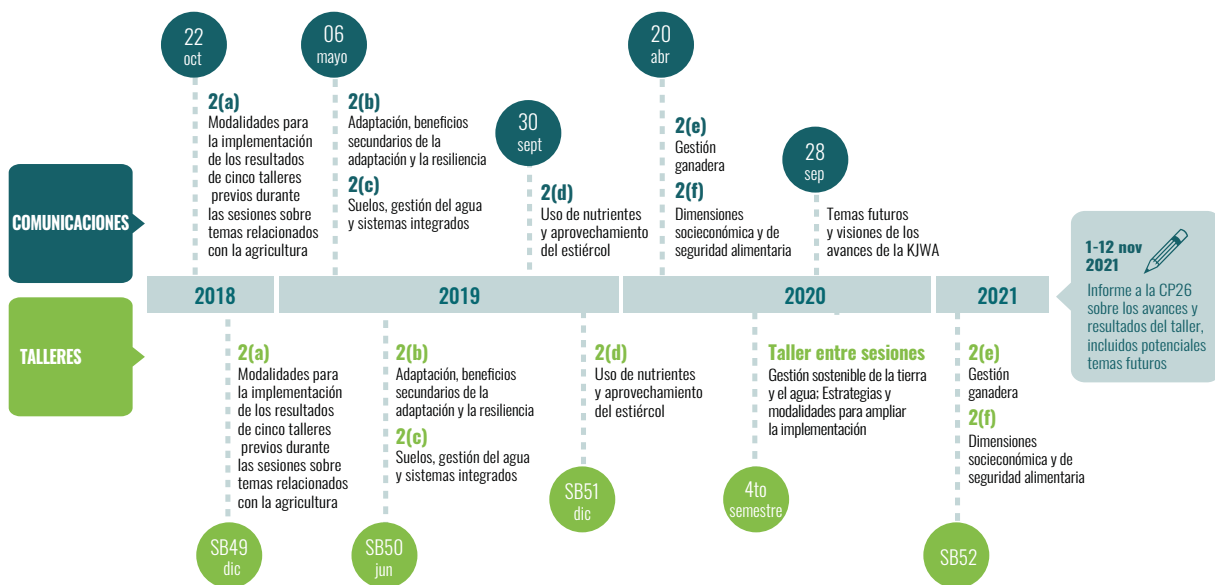 22
oct
2(a)
Modalidades para
la implementación
de los resultados
de cinco talleres
previos durante
las sesiones sobre
temas relacionados
con la agricultura
06
mayo
2(b)
Adaptación, beneficios
secundarios de la
adaptación y la resiliencia
2(c)
Suelos, gestión del agua
y sistemas integrados
30
sept
2(d)
Uso de nutrientes
y aprovechamiento
del estiércol
20
abr
2(e)
Gestión
ganadera
2(f)
Dimensiones
socieconómica y de
seguridad alimentaria
28
sep
Temas futuros
y visiones de los
avances de la KJWA
COMUNICACIONES
2018
2019
2020
2021
1-12 nov
2021
Informe a la CP26
sobre los avances y
resultados del taller,
incluidos potenciales
temas futuros
TALLERES
2(a)
Modalidades para
la implementación
de los resultados
de cinco talleres
previos durante
las sesiones sobre
temas relacionados
con la agricultura
SB49
dic
2(b)
Adaptación, beneficios
secundarios de la
adaptación y la resiliencia
2(c)
Suelos, gestión del agua
y sistemas integrados
SB50
jun
2(d)
Uso de nutrientes
y aprovechamiento
del estiércol
SB51
dic
Taller entre sesiones
Gestión sostenible de la tierra
y el agua; Estrategias y
modalidades para ampliar
la implementación
4to
semestre
2(e)
Gestión
ganadera
2(f)
Dimensiones
socieconómica y de
seguridad alimentaria
SB52